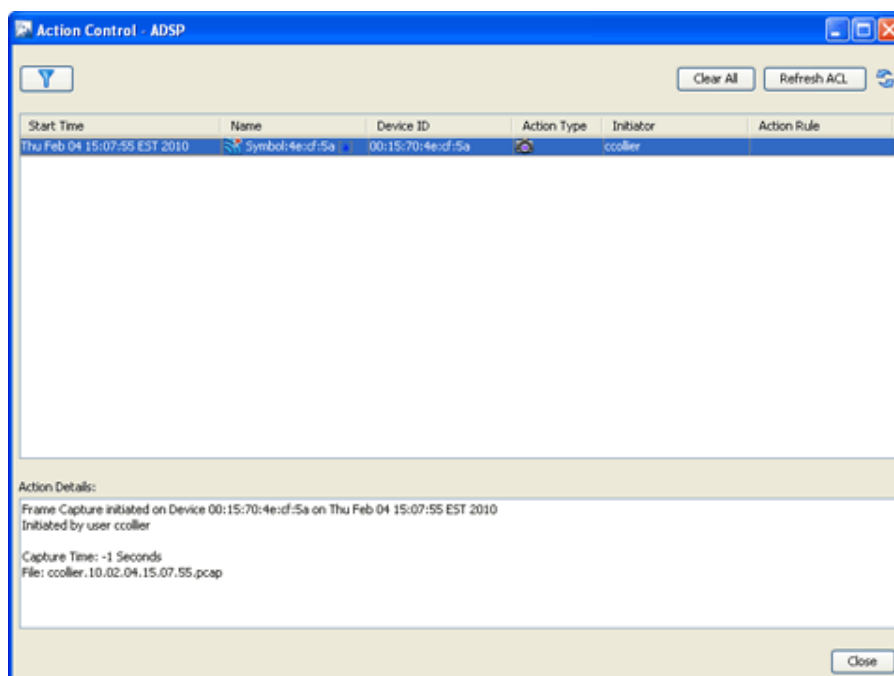 Action Control - ADSP
Clear All
Refresh ACL
Start Time Name Device ID Action Type Initiator Action Rule
Thu Feb 04 15:07:55 EST 2010 Symbol:4e:cf:5a 00:15:70:4e:cf:5a ccollier
Action Details:
Frame Capture initiated on Device 00:15:70:4e:cf:5a on Thu Feb 04 15:07:55 EST 2010
Initiated by user ccollier
Capture Time: -1 Seconds
File: ccollier.10.02.04.15.07.55.pcap
Close